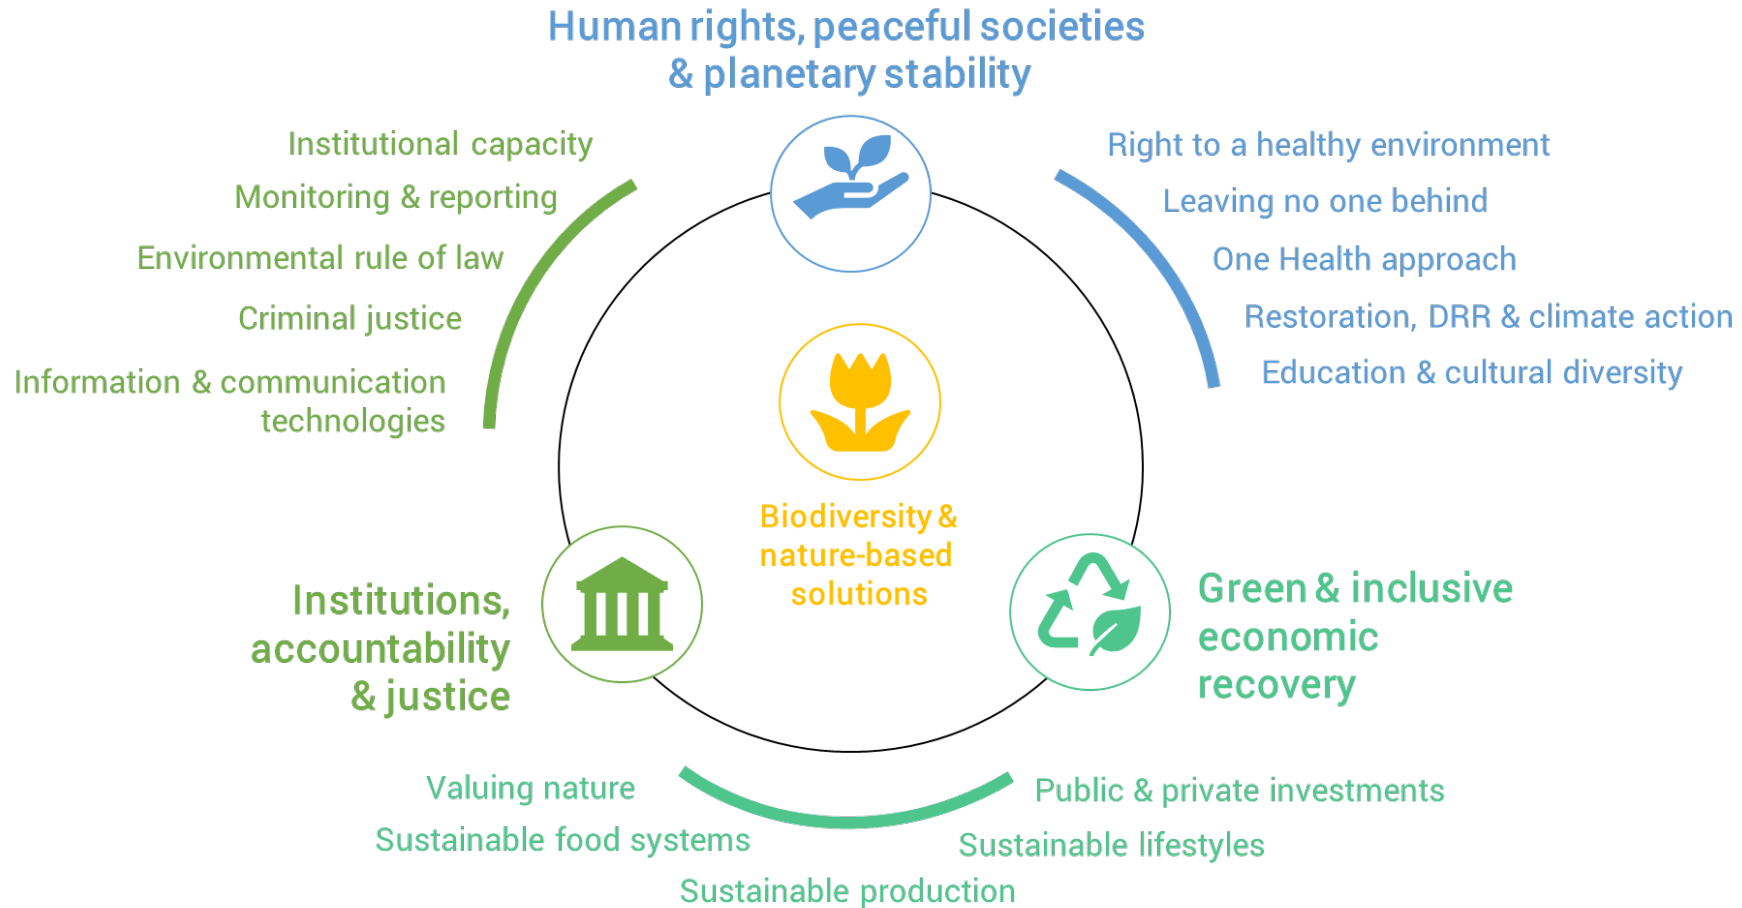 Human rights, peaceful societies
& planetary stability
Institutional capacity
Monitoring & reporting
Environmental rule of law
Criminal justice
Information & communication
technologies
Right to a healthy environment
Leaving no one behind
One Health approach
Restoration, DRR & climate action
Education & cultural diversity
Biodiversity &
nature-based
solutions
Institutions,
accountability
& justice
Green & inclusive
economic
recovery
Valuing nature
Sustainable food systems
Sustainable production
Sustainable lifestyles
Public & private investments